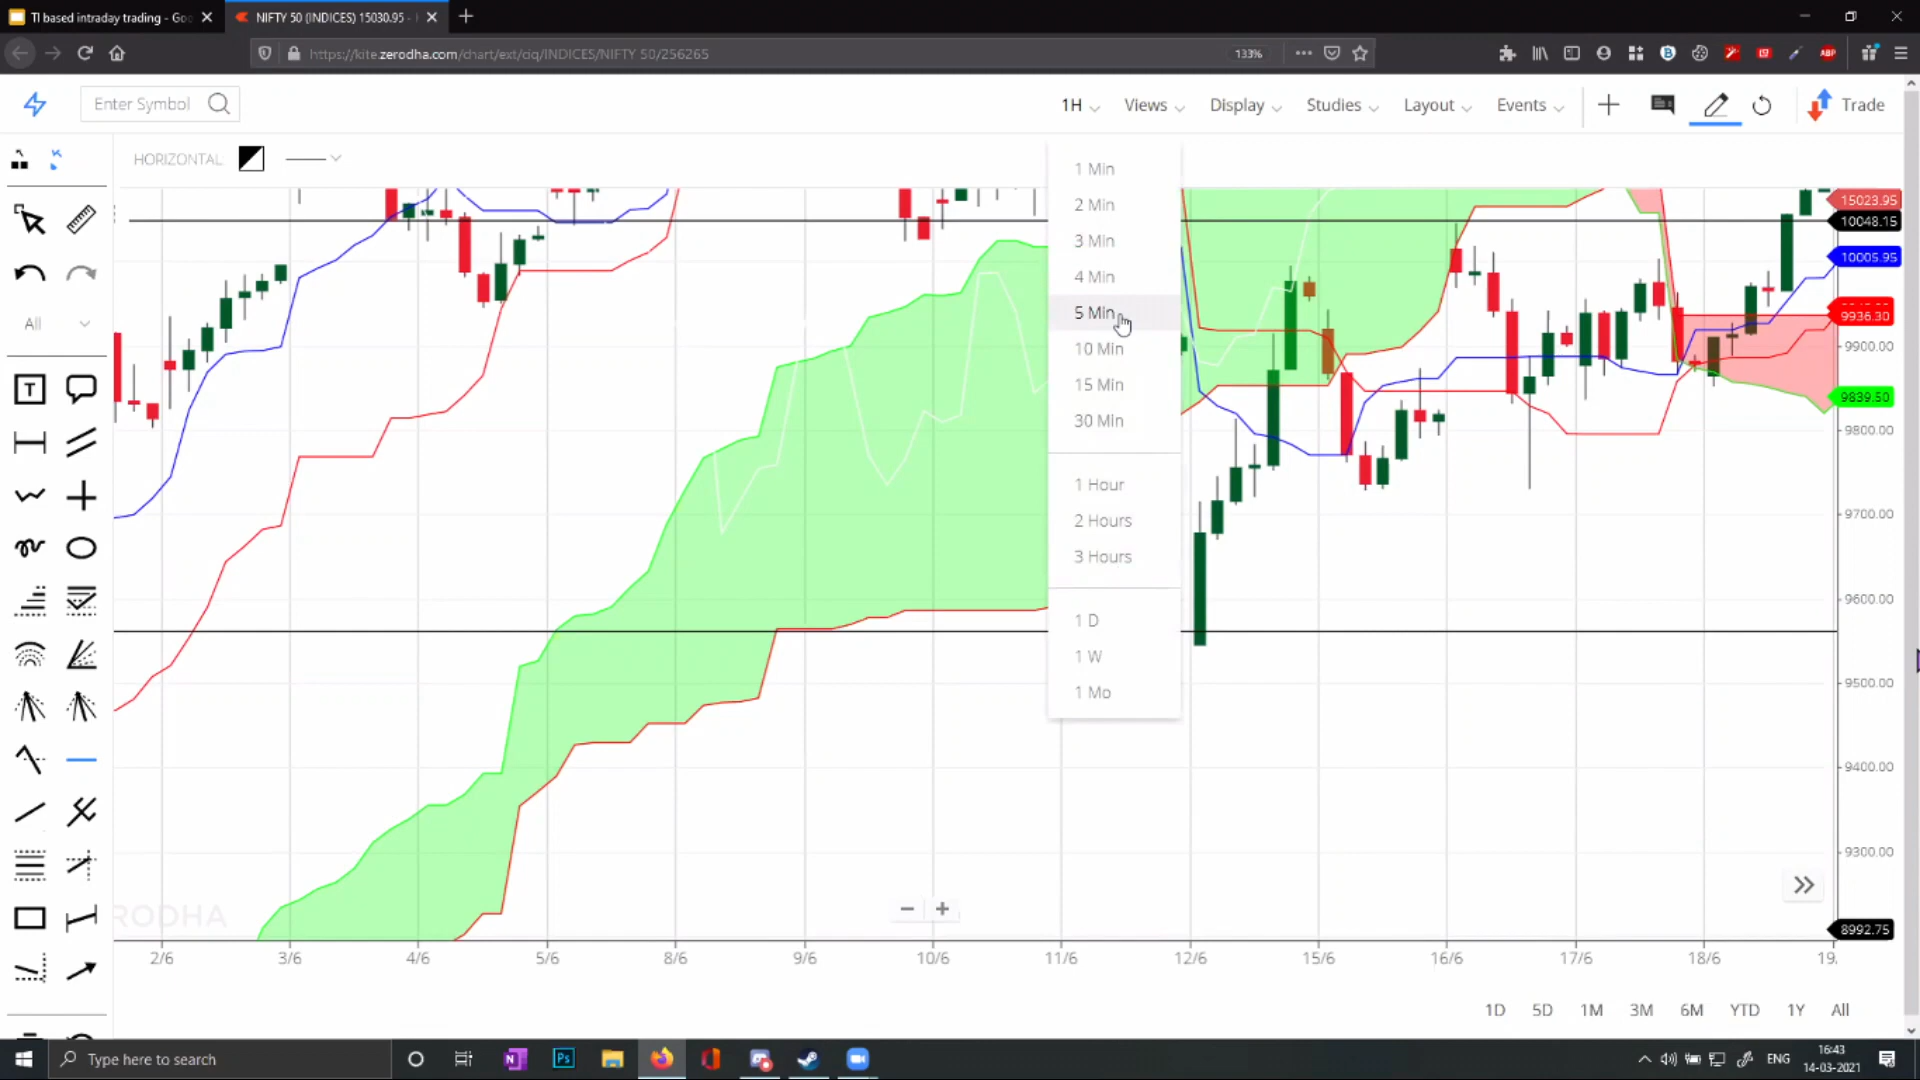 TI based intraday trading - Goo
NIFTY 50 (INDICES) 15030.95 -
https://kite.zerodha.com/chart/ext/ciq/INDICES/NIFTY 50/256265
133%
Enter Symbol
1H
Views
Display
Studies
Layout
Events
Trade
HORIZONTAL
All
1 Min
2 Min
3 Min
4 Min
5 Min
10 Min
15 Min
30 Min
1 Hour
2 Hours
3 Hours
1 D
1 W
1 Mo
15023.95
10048.15
10005.95
9936.30
9900.00
9839.50
9800.00
9700.00
9600.00
9500.00
9400.00
9300.00
8992.75
RODHA
2/6
3/6
4/6
5/6
8/6
9/6
10/6
11/6
12/6
15/6
16/6
17/6
18/6
19.
1D
5D
1M
3M
6M
YTD
1Y
All
Type here to search
ENG
16:43
14-03-2021